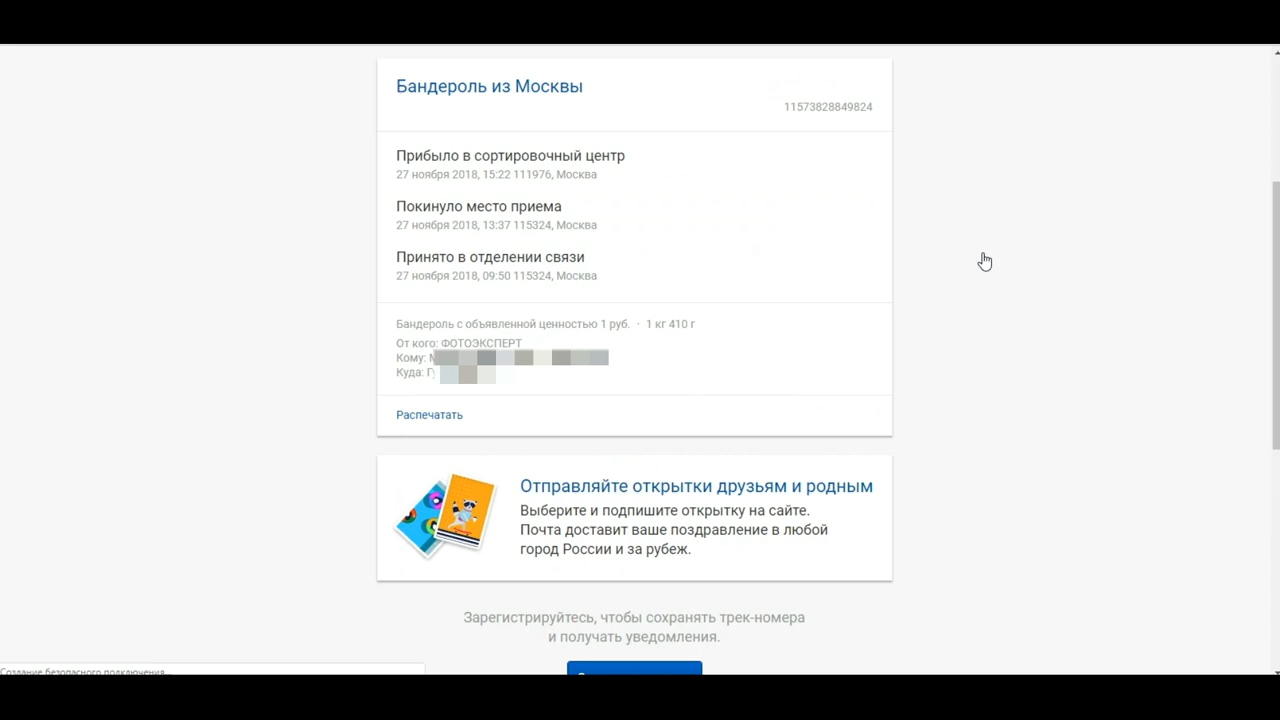 Бандероль из Москвы
11573828849824
Прибыло в сортировочный центр
27 ноября 2018, 15:22 111976, Москва
Покинуло место приема
27 ноября 2018, 13:37 115324, Москва
Принято в отделении связи
27 ноября 2018, 09:50 115324, Москва
Бандероль с объявленной ценностью 1 руб. · 1 кг 410 г
От кого: ФОТОЭКСПЕРТ
Кому:
Куда:
Распечатать
Отправляйте открытки друзьям и родным
Выберите и подпишите открытку на сайте.
Почта доставит ваше поздравление в любой
город России и за рубеж.
Зарегистрируйтесь, чтобы сохранять трек-номера
и получать уведомления.
Создание безопасного подключения...